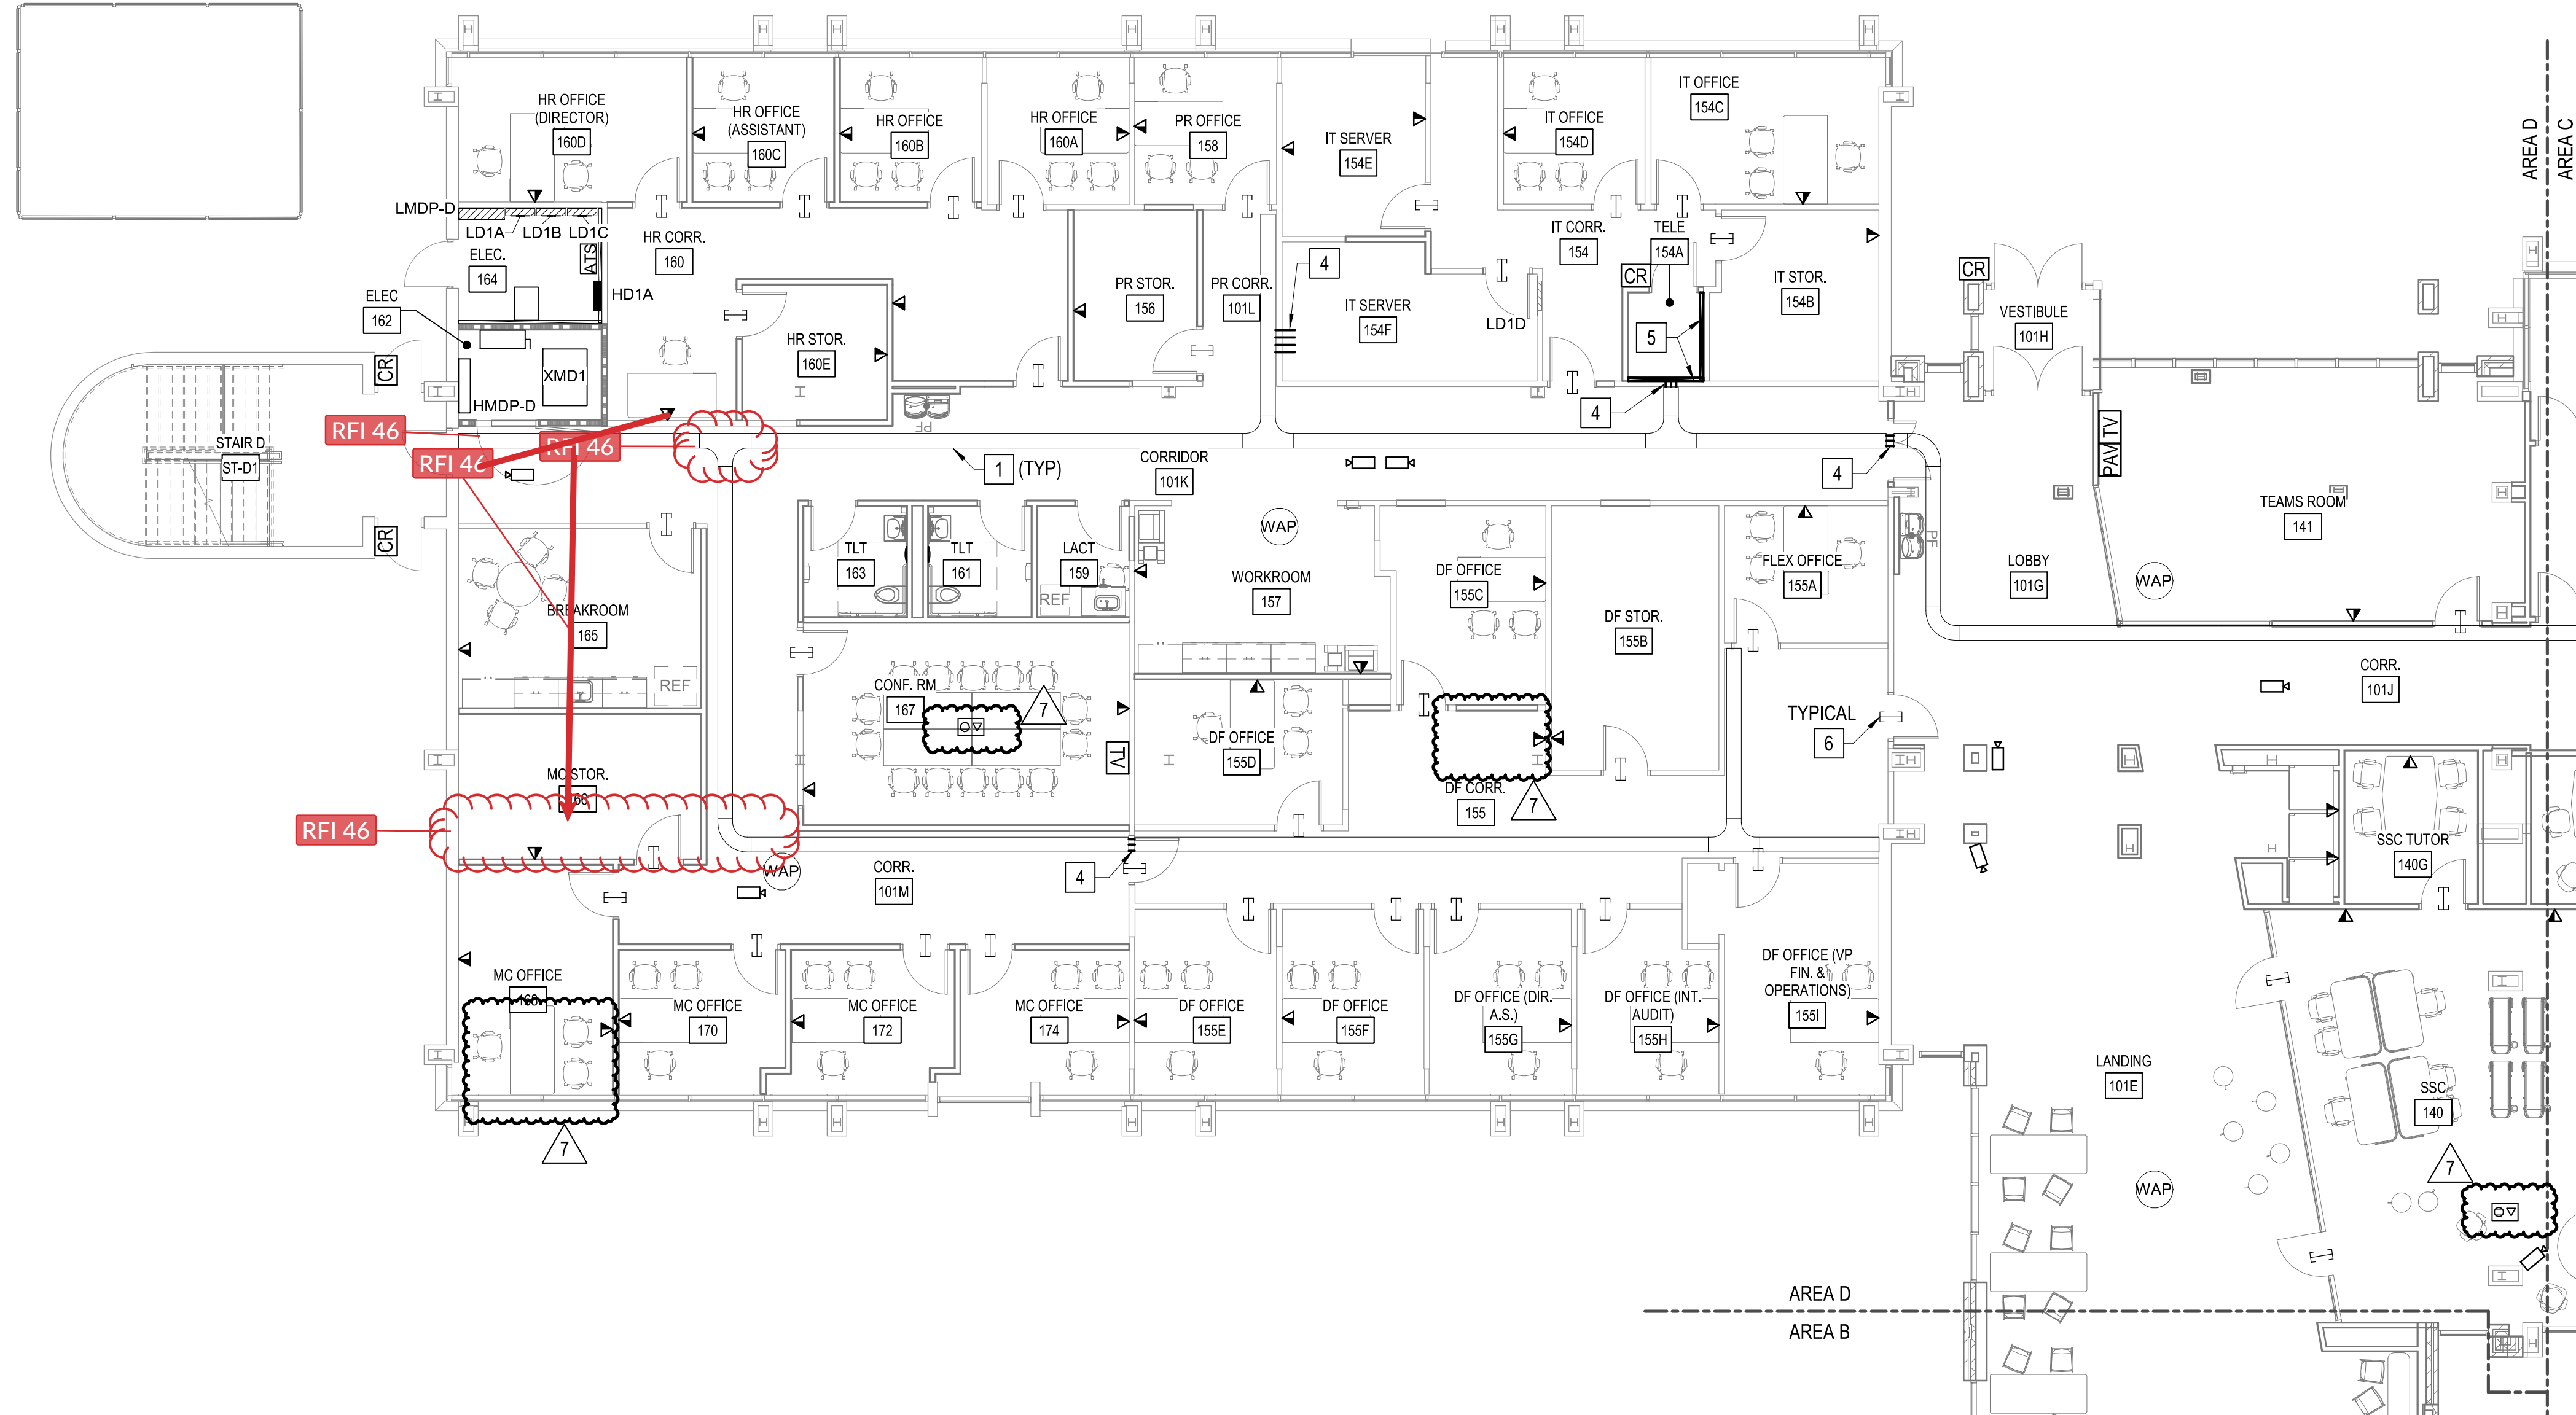 HR OFFICE
(DIRECTOR)
160D
HR OFFICE
(ASSISTANT)
160C
HR OFFICE
160B
HR OFFICE
160A
PR OFFICE
158
IT SERVER
154E
IT OFFICE
154D
IT OFFICE
154C
AREA D
AREA C
LMDP-D
LD1A
LD1B
LD1C
ELEC.
164
ATS
HD1A
HR CORR.
160
ELEC
162
XMD1
HMDP-D
HR STOR.
160E
PR STOR.
156
PR CORR.
101L
4
IT SERVER
154F
LD1D
IT CORR.
154
TELE
154A
CR
5
IT STOR.
154B
4
CR
VESTIBULE
101H
PAV
TV
TEAMS ROOM
141
CR
CR
STAIR D
ST-D1
RFI 46
RFI 46
RFI 46
PF
1 (TYP)
CORRIDOR
101K
4
WAP
TLT
163
TLT
161
LACT
159
REF
WORKROOM
157
DF OFFICE
155C
DF STOR.
155B
FLEX OFFICE
155A
PF
LOBBY
101G
WAP
BREAKROOM
165
REF
CONF. RM
167
7
TV
DF OFFICE
155D
DF CORR.
155
7
TYPICAL
6
CORR.
101J
MC STOR.
RFI 46
WAP
CORR.
101M
4
SSC TUTOR
140G
MC OFFICE
7
MC OFFICE
170
MC OFFICE
172
MC OFFICE
174
DF OFFICE
155E
DF OFFICE
155F
DF OFFICE (DIR.
A.S.)
155G
DF OFFICE (INT.
AUDIT)
155H
DF OFFICE (VP
FIN. &
OPERATIONS)
155I
LANDING
101E
WAP
SSC
140
7
AREA D
AREA B